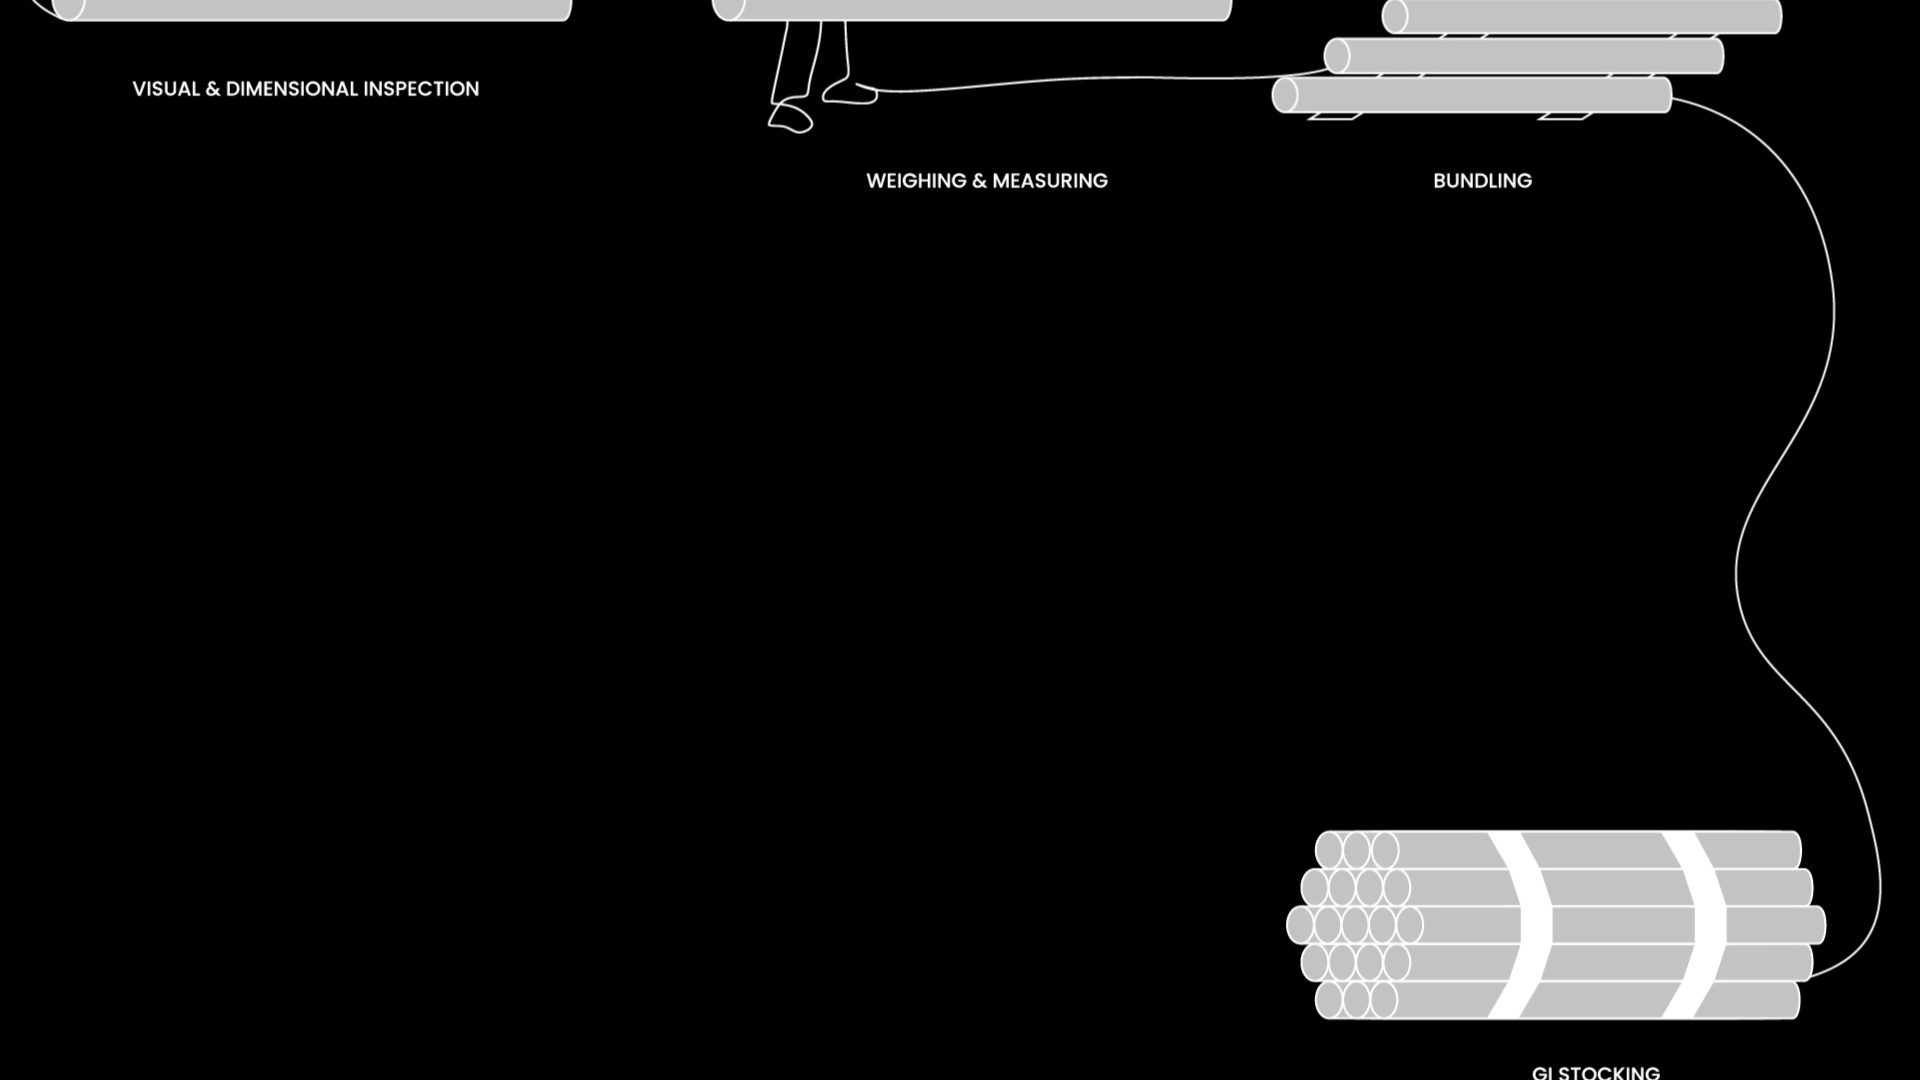 VISUAL & DIMENSIONAL INSPECTION
WEIGHING & MEASURING
BUNDLING
GI STOCKING